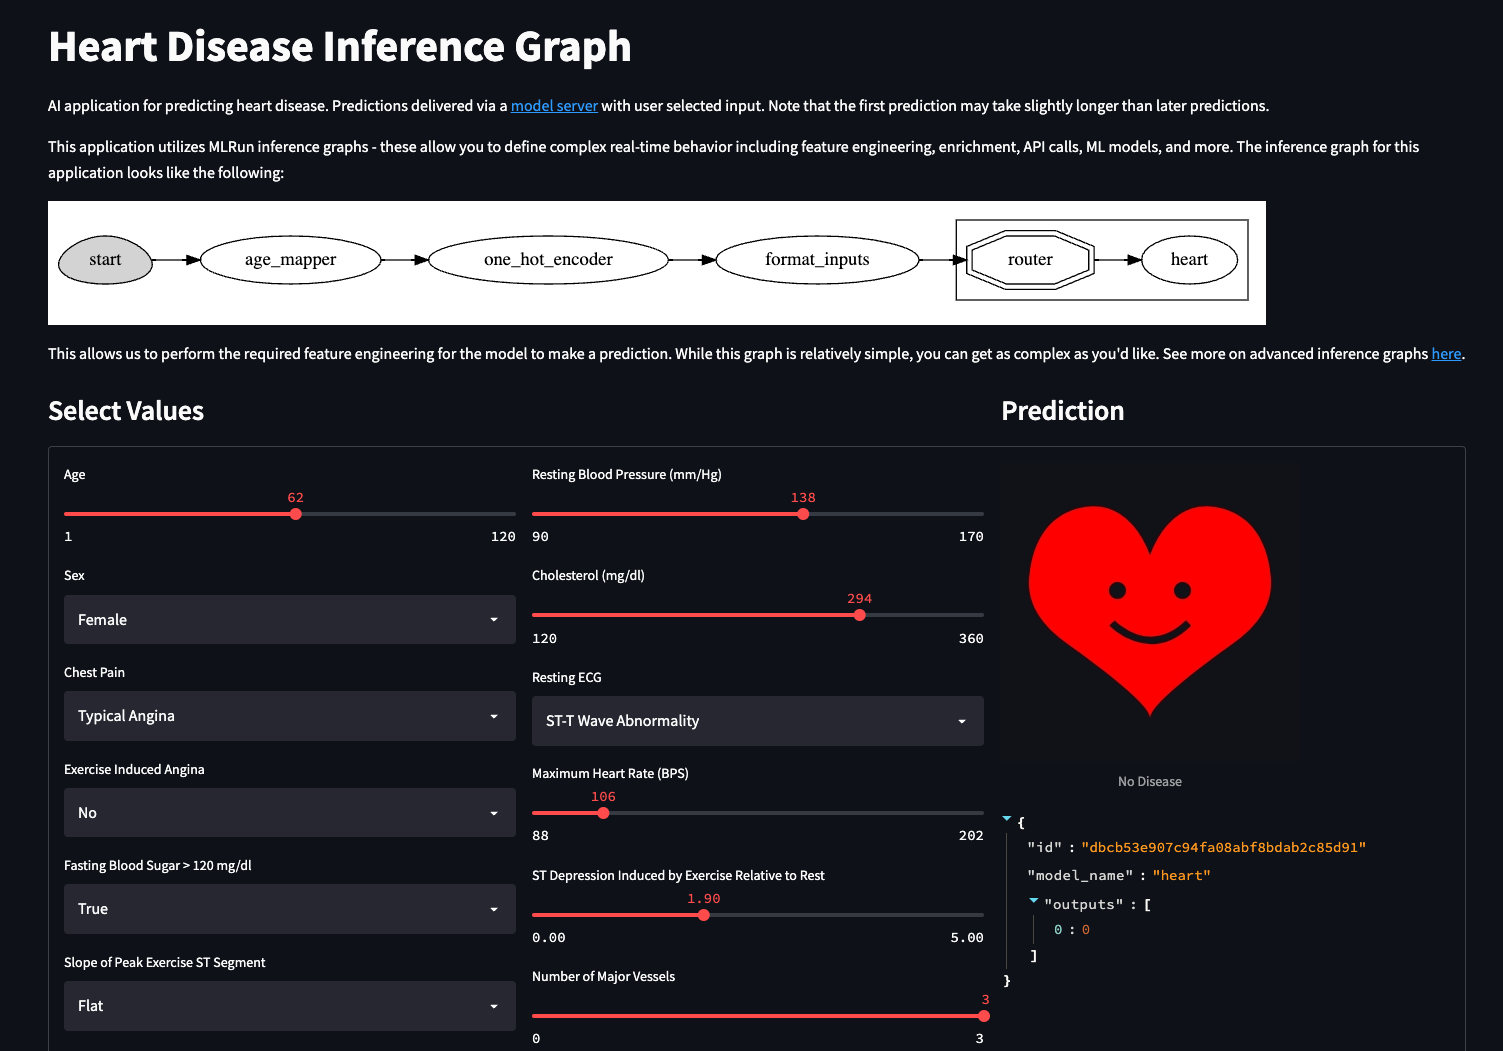 Heart Disease Inference Graph
AI application for predicting heart disease. Predictions delivered via a model server with user selected input. Note that the first prediction may take slightly longer than later predictions.
This application utilizes MLRun inference graphs - these allow you to define complex real-time behavior including feature engineering, enrichment, API calls, ML models, and more. The inference graph for this
application looks like the following:
start
age_mapper
one_hot_encoder
format_inputs
router
heart
This allows us to perform the required feature engineering for the model to make a prediction. While this graph is relatively simple, you can get as complex as you'd like. See more on advanced inference graphs here.
Select Values
Age
62
1 120
Sex
Female
Chest Pain
Typical Angina
Exercise Induced Angina
No
Fasting Blood Sugar > 120 mg/dl
True
Slope of Peak Exercise ST Segment
Flat
Resting Blood Pressure (mm/Hg)
138
90 170
Cholesterol (mg/dl)
294
120 360
Resting ECG
ST-T Wave Abnormality
Maximum Heart Rate (BPS)
106
88 202
ST Depression Induced by Exercise Relative to Rest
1.90
0.00 5.00
Number of Major Vessels
3
0 3
Prediction
No Disease
{
"id" : "dbcb53e907c94fa08abf8bdab2c85d91"
"model_name" : "heart"
"outputs" : [
0 : 0
]
}